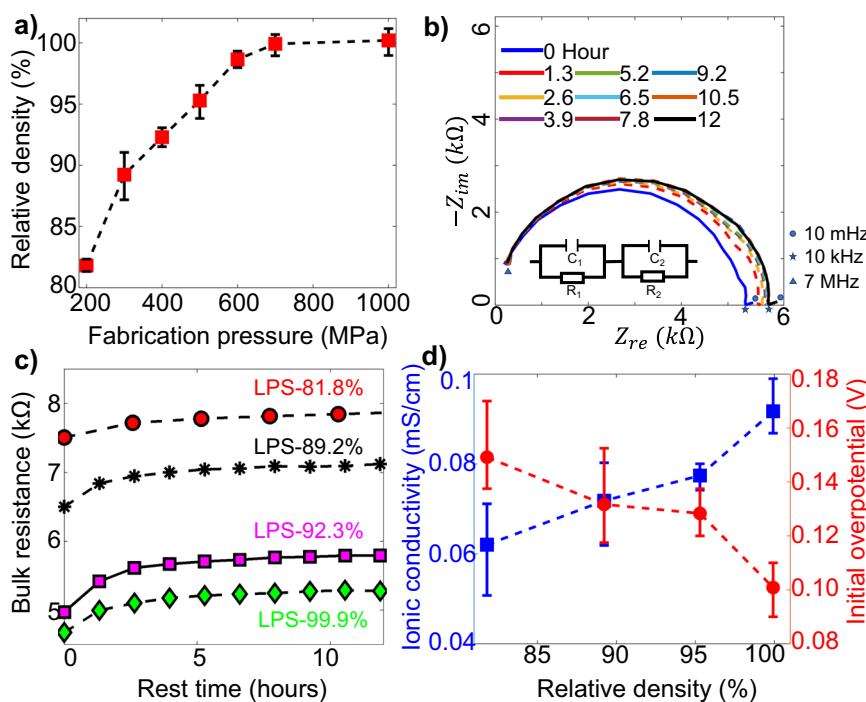 a)
Relative density (%)
100
95
90
85
80
200 400 600 800 1000
Fabrication pressure (MPa)
b)
−Zim (kΩ)
6
4
2
0
0 Hour
1.3 5.2 9.2
2.6 6.5 10.5
3.9 7.8 12
C1 C2
R1 R2
10 mHz
10 kHz
7 MHz
0 2 4 6
Zre (kΩ)
c)
Bulk resistance (kΩ)
8
7
6
5
LPS-81.8%
LPS-89.2%
LPS-92.3%
LPS-99.9%
0 5 10
Rest time (hours)
d)
Ionic conductivity (mS/cm)
0.1
0.08
0.06
0.04
0.18
0.16
0.14
0.12
0.10
0.08
Initial overpotential (V)
85 90 95 100
Relative density (%)